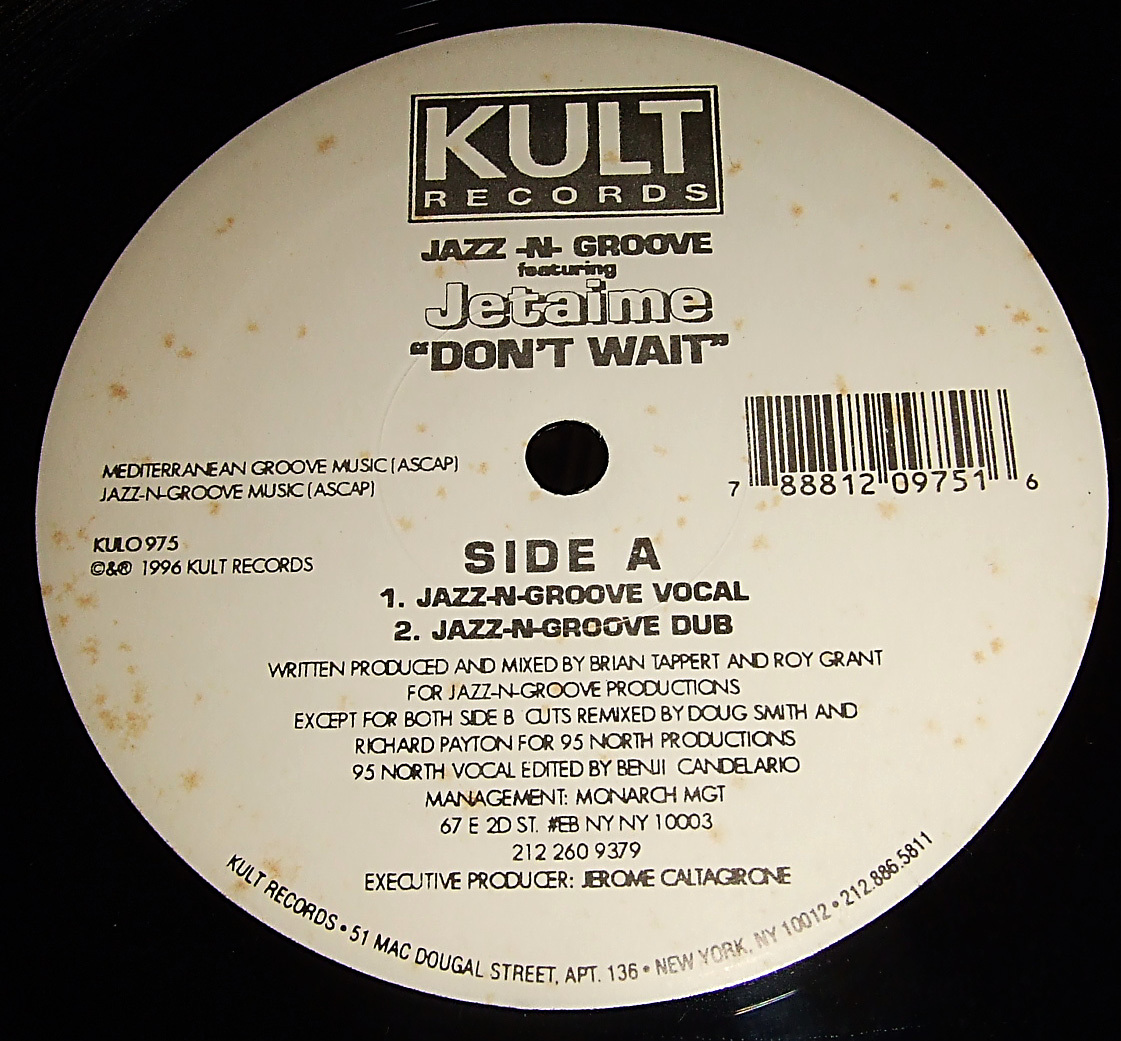 KULT
RECORDS
JAZZ -N- GROOVE
featuring
Jetaime
"DON'T WAIT"
MEDITERRANEAN GROOVE MUSIC (ASCAP)
JAZZ-N-GROOVE MUSIC (ASCAP)
7 88812 09751 6
KULO 975
©&℗ 1996 KULT RECORDS
SIDE A
1. JAZZ-N-GROOVE VOCAL
2. JAZZ-N-GROOVE DUB
WRITTEN PRODUCED AND MIXED BY BRIAN TAPPERT AND ROY GRANT
FOR JAZZ-N-GROOVE PRODUCTIONS
EXCEPT FOR BOTH SIDE B CUTS REMIXED BY DOUG SMITH AND
RICHARD PAYTON FOR 95 NORTH PRODUCTIONS
95 NORTH VOCAL EDITED BY BENJI CANDELARIO
MANAGEMENT: MONARCH MGT
67 E 2D ST. #EB NY NY 10003
212 260 9379
EXECUTIVE PRODUCER: JEROME CALTAGIRONE
KULT RECORDS • 51 MAC DOUGAL STREET, APT. 136 • NEW YORK, NY 10012 • 212.886.5811